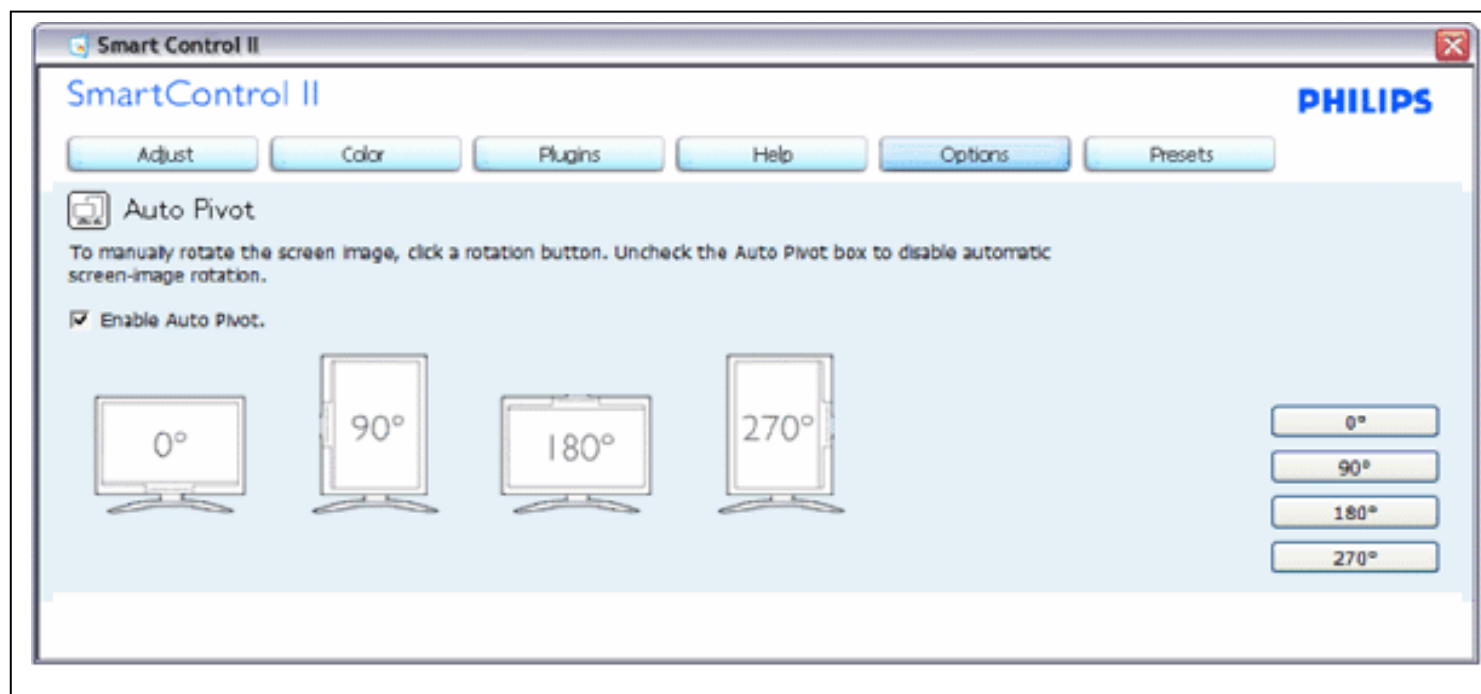 Smart Control II
SmartControl II
PHILIPS
Adjust
Color
Plugins
Help
Options
Presets
Auto Pivot
To manually rotate the screen image, click a rotation button. Uncheck the Auto Pivot box to disable automatic
screen-image rotation.
Enable Auto Pivot.
0°
90°
180°
270°
0°
90°
180°
270°